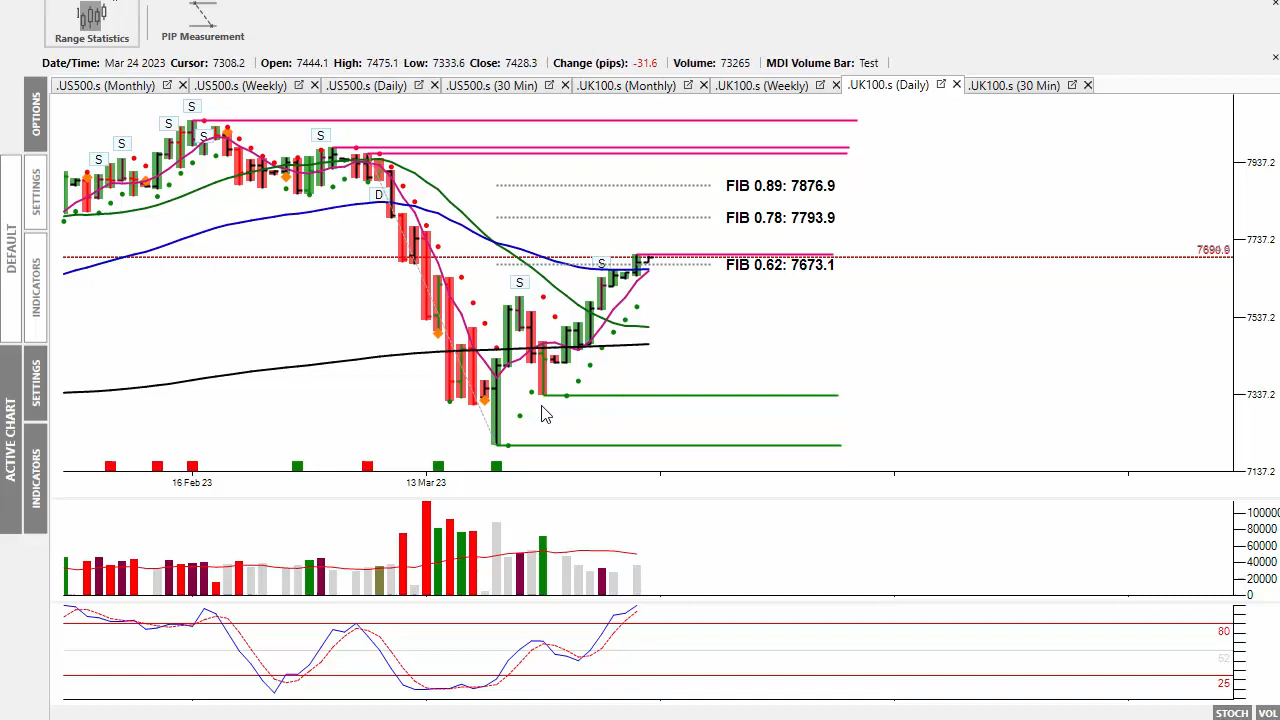 Range Statistics
PIP Measurement
Date/Time: Mar 24 2023 Cursor: 7308.2 Open: 7444.1 High: 7475.1 Low: 7333.6 Close: 7428.3 Change (pips): -31.6 Volume: 73265 MDI Volume Bar: Test
.US500.s (Monthly) .US500.s (Weekly) .US500.s (Daily) .US500.s (30 Min) .UK100.s (Monthly) .UK100.s (Weekly) .UK100.s (Daily) .UK100.s (30 Min)
OPTIONS
SETTINGS
INDICATORS
DEFAULT
SETTINGS
INDICATORS
ACTIVE CHART
S
S
S
S
S
S
D
S
S
FIB 0.89: 7876.9
FIB 0.78: 7793.9
FIB 0.62: 7673.1
7937.2
7737.2
7537.2
7337.2
7137.2
16 Feb 23
13 Mar 23
80000
60000
40000
20000
0
80
52
25
STOCH
VOL